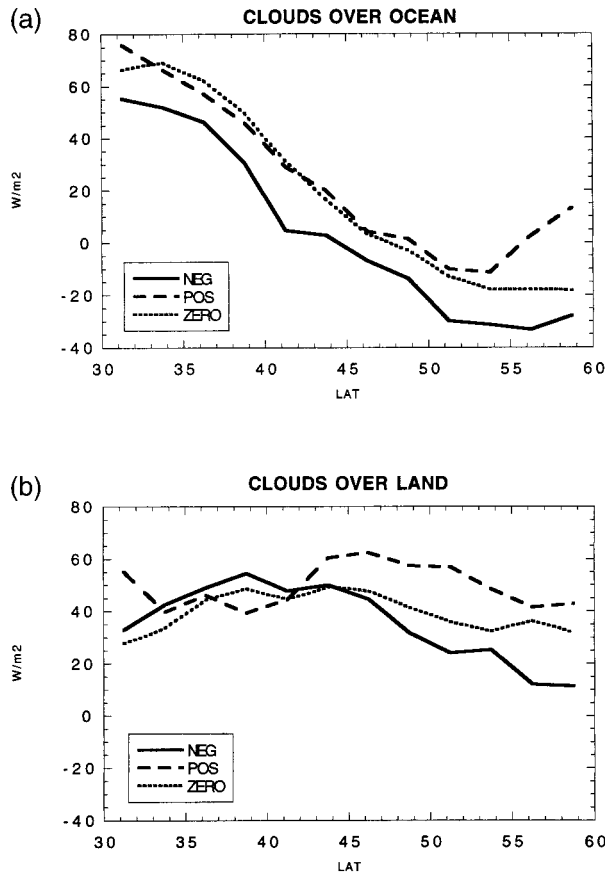 (a)
CLOUDS OVER OCEAN
80
60
40
20
0
-20
-40
W/m2
NEG
POS
ZERO
30 35 40 45 50 55 60
LAT
(b)
CLOUDS OVER LAND
80
60
40
20
0
-20
-40
W/m2
NEG
POS
ZERO
30 35 40 45 50 55 60
LAT